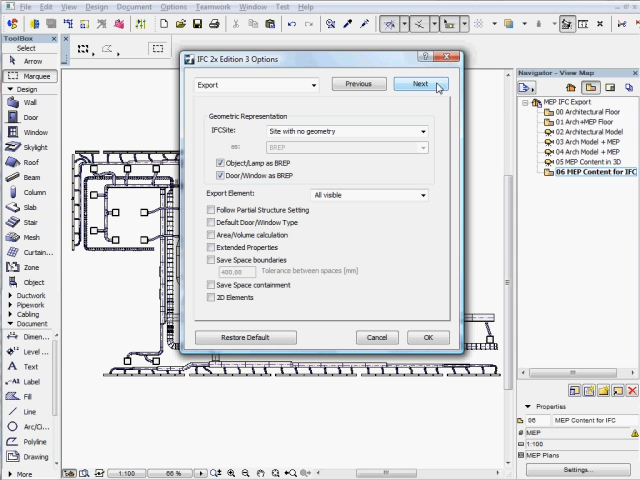 File Edit View Design Document Options Teamwork Window Test Help
ToolBox
Select
Arrow
Marquee
Design
Wall
Door
Window
Skylight
Roof
Beam
Column
Slab
Stair
Mesh
Curtain...
Zone
Object
Ductwork
Pipework
Cabling
Document
Dimen...
Level ...
A Text
A1 Label
Fill
Line
Arc/Ci...
Polyline
Drawing
More
IFC 2x Edition 3 Options
Export
Previous
Next
Geometric Representation
IFCSite:
Site with no geometry
as:
BREP
Object/Lamp as BREP
Door/Window as BREP
Export Element:
All visible
Follow Partial Structure Setting
Default Door/Window Type
Area/Volume calculation
Extended Properties
Save Space boundaries
400.00 Tolerance between spaces [mm]
Save Space containment
2D Elements
Restore Default
Cancel
OK
1:100
66 %
Navigator - View Map
MEP IFC Export
00 Architectural Floor
01 Arch +MEP Floor
02 Architectural Model
03 Arch Model + MEP
04 Arch Model + MEP
05 MEP Content in 3D
06 MEP Content for IFC
Properties
06 MEP Content for IFC
MEP
1:100
MEP Plans
Settings...